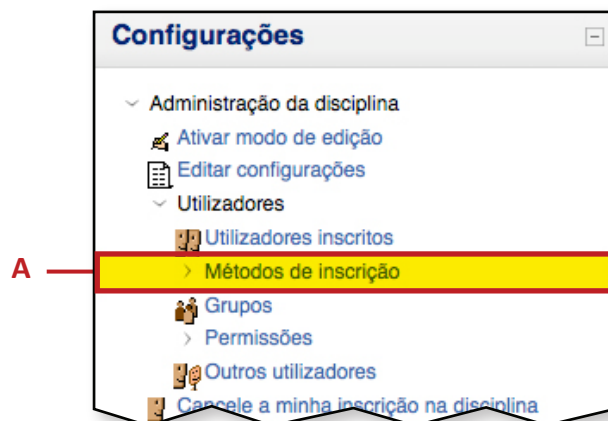 Configurações
Administração da disciplina
Ativar modo de edição
Editar configurações
Utilizadores
Utilizadores inscritos
A
Métodos de inscrição
Grupos
Permissões
Outros utilizadores
Cancele a minha inscrição na disciplina